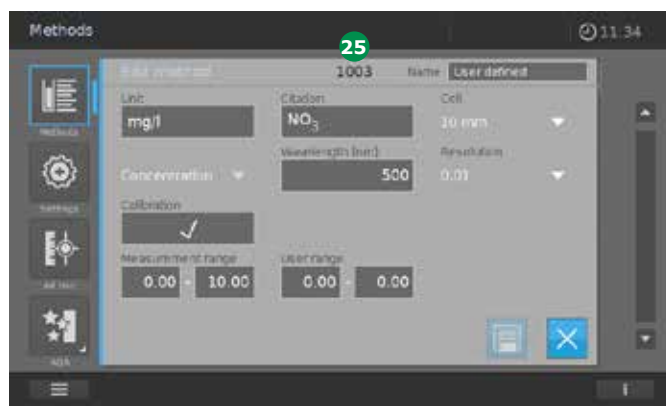 Methods
11:34
25
Edit method
1003
Name User defined
Unit
Citation
Cell
mg/l
NO3
10 mm
Wavelength [nm]
Resolution
Concentration
500
0.01
Calibration
Measurement range
User range
0.00 - 10.00
0.00 - 0.00
Methods
Settings
AQA
i